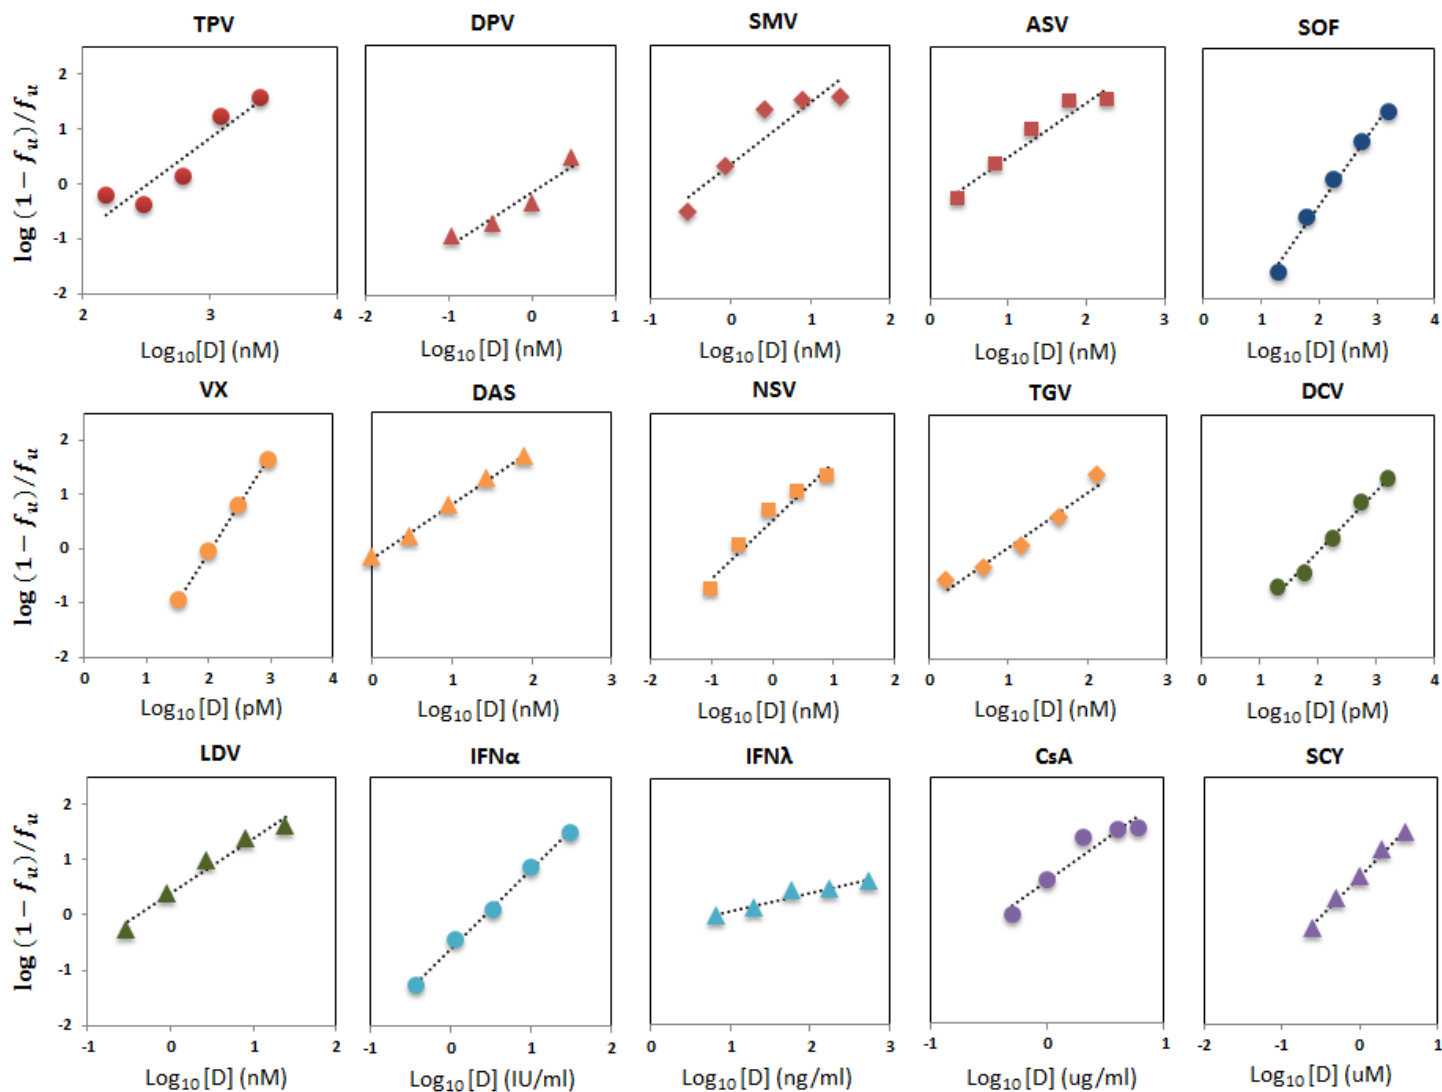 TPV DPV SMV ASV SOF
log (1 − fᵤ)/fᵤ
2
1
0
-1
-2
2 3 4 -2 -1 0 1 -1 0 1 2 0 1 2 3 0 1 2 3 4
Log₁₀[D] (nM) Log₁₀[D] (nM) Log₁₀[D] (nM) Log₁₀[D] (nM) Log₁₀[D] (nM)
VX DAS NSV TGV DCV
log (1 − fᵤ)/fᵤ
2
1
0
-1
-2
0 1 2 3 4 0 1 2 3 -2 -1 0 1 2 0 1 2 3 0 1 2 3 4
Log₁₀[D] (pM) Log₁₀[D] (nM) Log₁₀[D] (nM) Log₁₀[D] (nM) Log₁₀[D] (pM)
LDV IFNα IFNλ CsA SCY
log (1 − fᵤ)/fᵤ
2
1
0
-1
-2
-1 0 1 2 -1 0 1 2 0 1 2 3 -1 0 1 -2 -1 0 1
Log₁₀[D] (nM) Log₁₀[D] (IU/ml) Log₁₀[D] (ng/ml) Log₁₀[D] (ug/ml) Log₁₀[D] (uM)